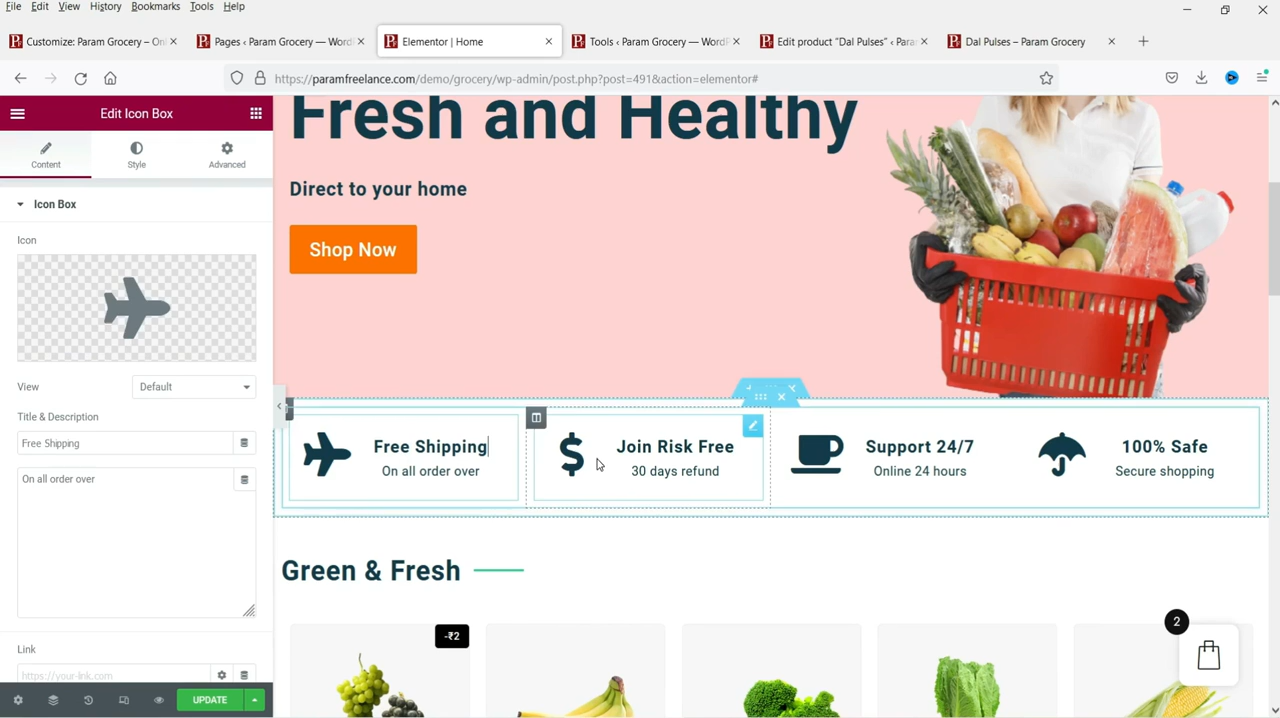 File Edit View History Bookmarks Tools Help
Customize: Param Grocery – Onl
Pages ‹ Param Grocery — Word
Elementor | Home
Tools ‹ Param Grocery — WordP
Edit product “Dal Pulses” ‹ Para
Dal Pulses – Param Grocery
https://paramfreelance.com/demo/grocery/wp-admin/post.php?post=491&action=elementor#
Edit Icon Box
Content Style Advanced
Icon Box
Icon
View Default
Title & Description
Free Shipping
On all order over
Link
https://your-link.com
UPDATE
Fresh and Healthy
Direct to your home
Shop Now
Free Shipping
On all order over
Join Risk Free
30 days refund
Support 24/7
Online 24 hours
100% Safe
Secure shopping
Green & Fresh
-₹2
2